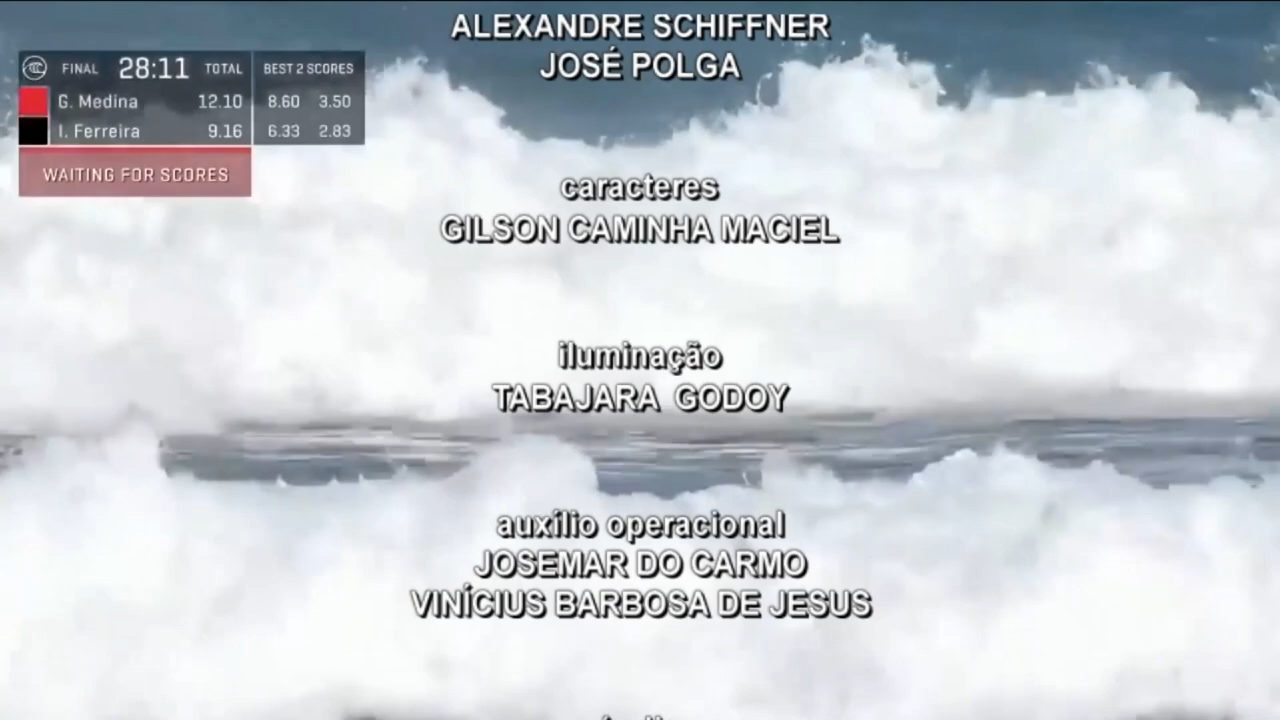 ALEXANDRE SCHIFFNER
JOSÉ POLGA
FINAL 28:11 TOTAL BEST 2 SCORES
G. Medina 12.10 8.60 3.50
I. Ferreira 9.16 6.33 2.83
WAITING FOR SCORES
caracteres
GILSON CAMINHA MACIEL
iluminação
TABAJARA GODOY
auxílio operacional
JOSEMAR DO CARMO
VINÍCIUS BARBOSA DE JESUS